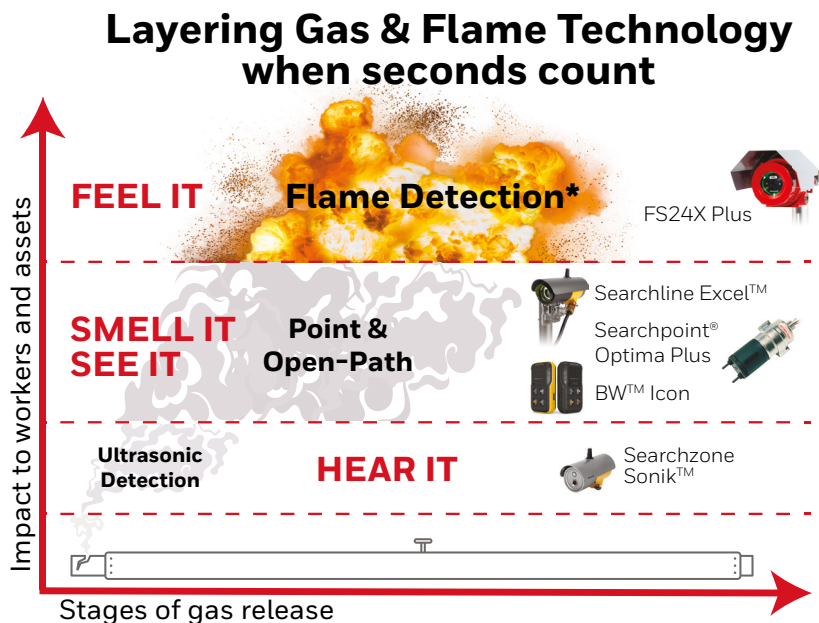 Layering Gas & Flame Technology
when seconds count
FEEL IT
Flame Detection*
FS24X Plus
SMELL IT
SEE IT
Point &
Open-Path
Searchline Excel™
Searchpoint®
Optima Plus
BW™ Icon
Ultrasonic
Detection
HEAR IT
Searchzone
Sonik™
Impact to workers and assets
Stages of gas release